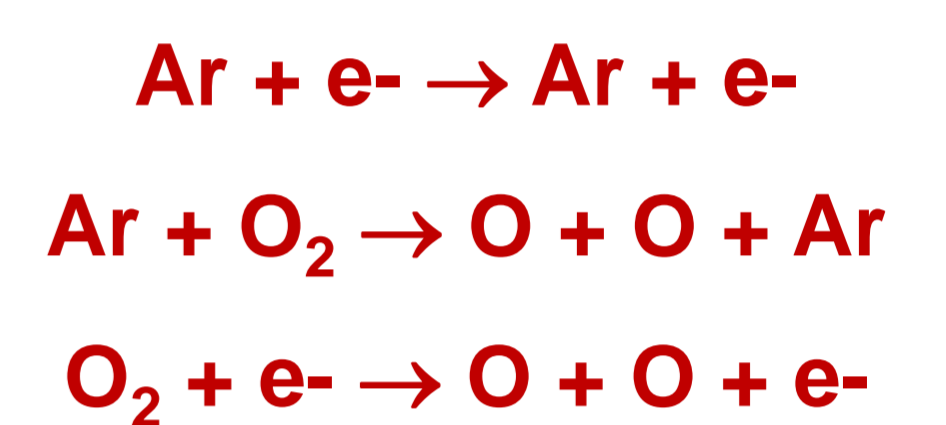 Ar + e- → Ar + e-
Ar + O₂ → O + O + Ar
O₂ + e- → O + O + e-